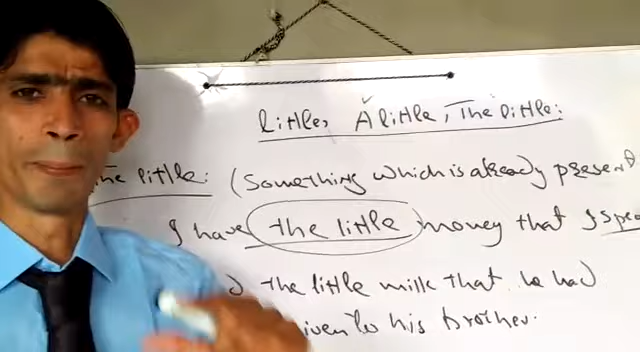 Little, A little, The little:
The little: (Something which is already present
I have the little money that I spe
the little milk that he had
iven to his brother.